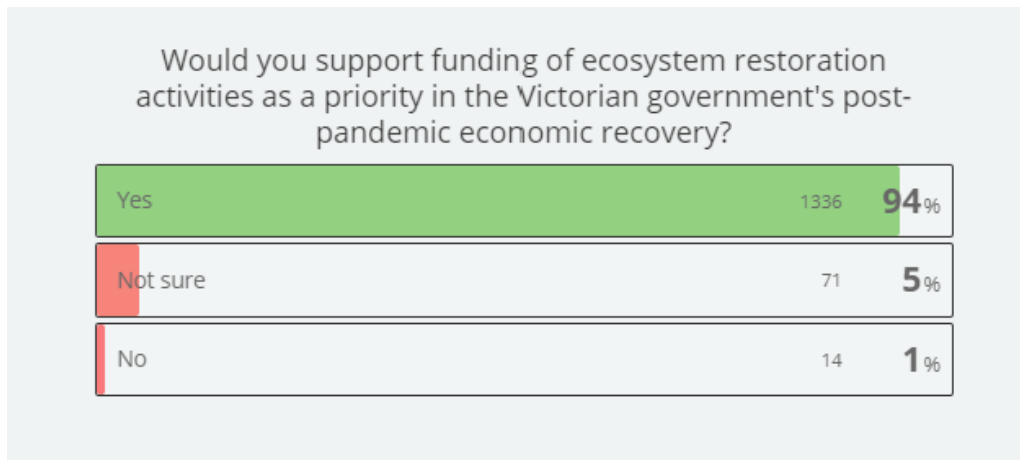 Would you support funding of ecosystem restoration
activities as a priority in the Victorian government's post-
pandemic economic recovery?
Yes 1336 94%
Not sure 71 5%
No 14 1%